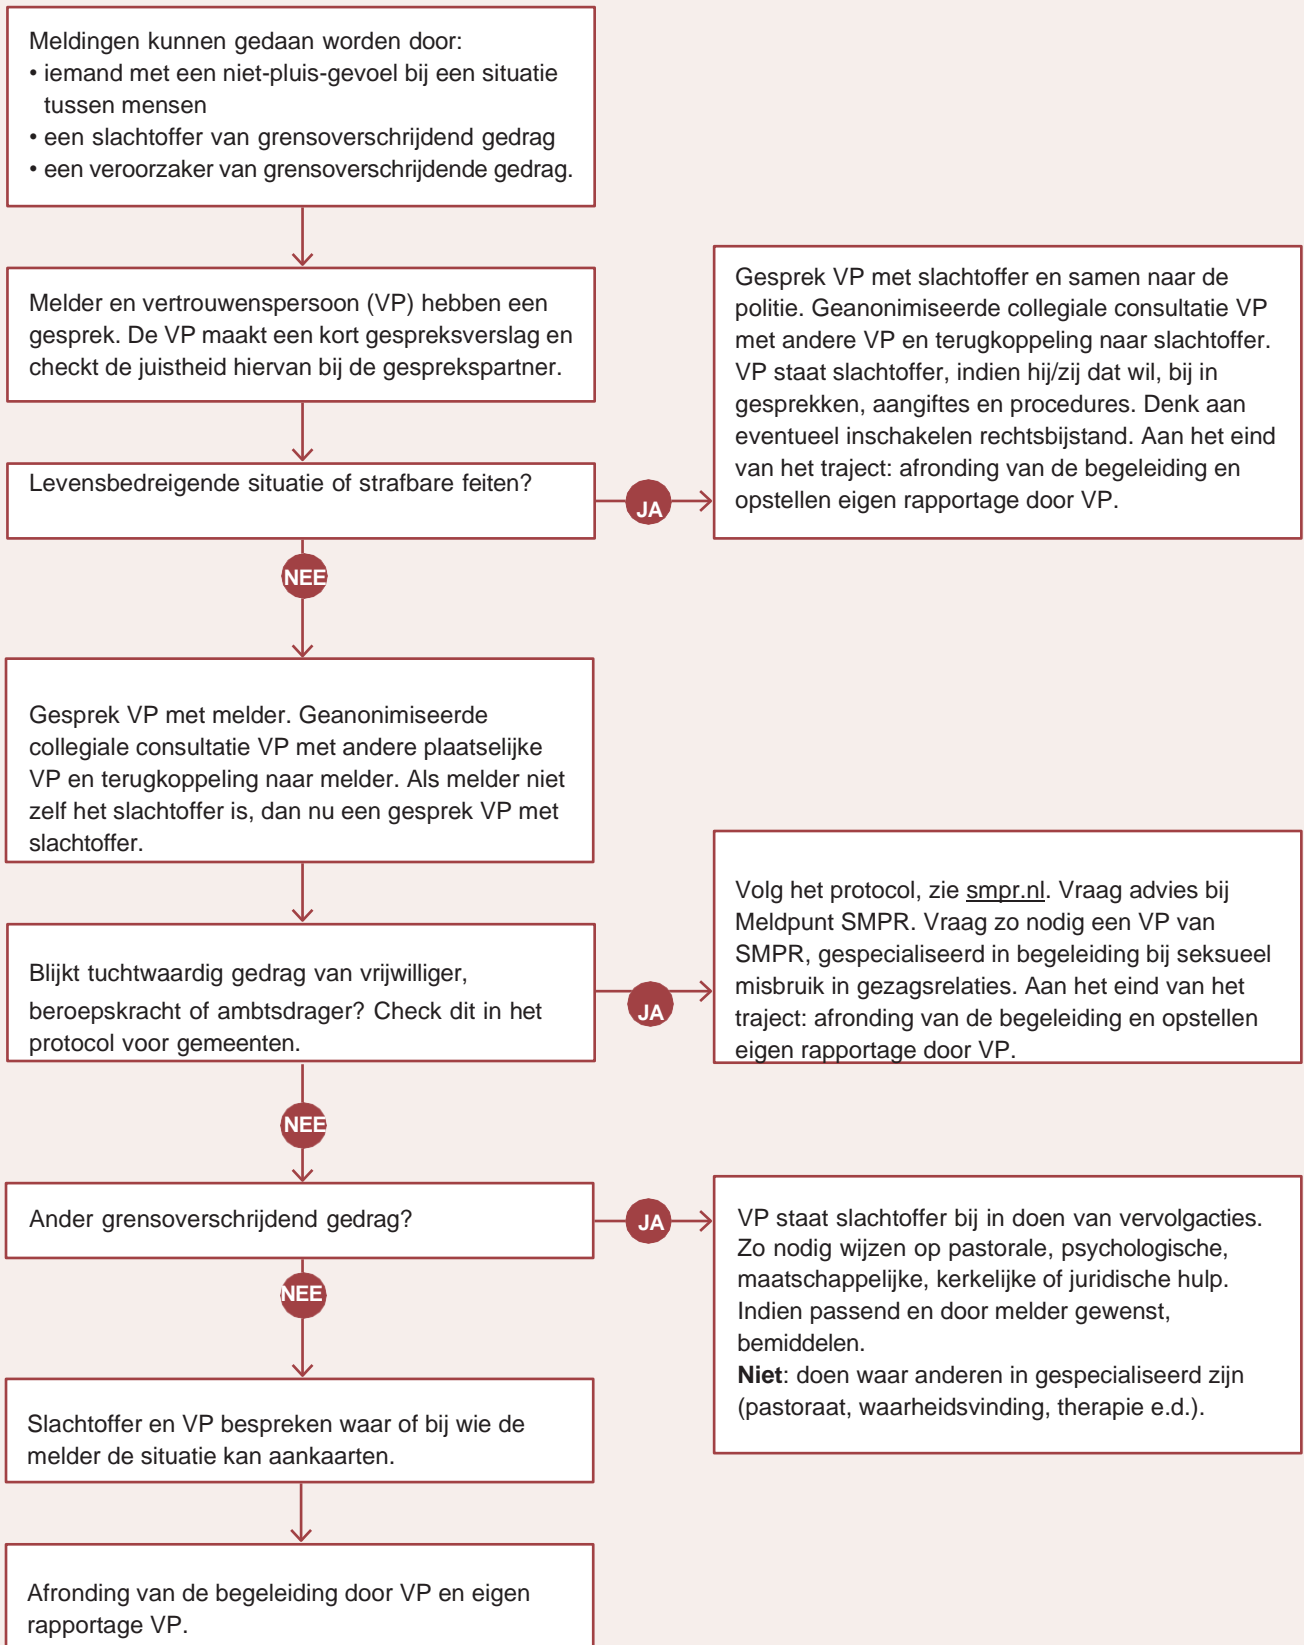 Meldingen kunnen gedaan worden door:
• iemand met een niet-pluis-gevoel bij een situatie
tussen mensen
• een slachtoffer van grensoverschrijdend gedrag
• een veroorzaker van grensoverschrijdende gedrag.
Melder en vertrouwenspersoon (VP) hebben een
gesprek. De VP maakt een kort gespreksverslag en
checkt de juistheid hiervan bij de gesprekspartner.
Levensbedreigende situatie of strafbare feiten?
JA
Gesprek VP met slachtoffer en samen naar de
politie. Geanonimiseerde collegiale consultatie VP
met andere VP en terugkoppeling naar slachtoffer.
VP staat slachtoffer, indien hij/zij dat wil, bij in
gesprekken, aangiftes en procedures. Denk aan
eventueel inschakelen rechtsbijstand. Aan het eind
van het traject: afronding van de begeleiding en
opstellen eigen rapportage door VP.
NEE
Gesprek VP met melder. Geanonimiseerde
collegiale consultatie VP met andere plaatselijke
VP en terugkoppeling naar melder. Als melder niet
zelf het slachtoffer is, dan nu een gesprek VP met
slachtoffer.
Blijkt tuchtwaardig gedrag van vrijwilliger,
beroepskracht of ambtsdrager? Check dit in het
protocol voor gemeenten.
JA
Volg het protocol, zie smpr.nl. Vraag advies bij
Meldpunt SMPR. Vraag zo nodig een VP van
SMPR, gespecialiseerd in begeleiding bij seksueel
misbruik in gezagsrelaties. Aan het eind van het
traject: afronding van de begeleiding en opstellen
eigen rapportage door VP.
NEE
Ander grensoverschrijdend gedrag?
JA
VP staat slachtoffer bij in doen van vervolgacties.
Zo nodig wijzen op pastorale, psychologische,
maatschappelijke, kerkelijke of juridische hulp.
Indien passend en door melder gewenst,
bemiddelen.
Niet: doen waar anderen in gespecialiseerd zijn
(pastoraat, waarheidsvinding, therapie e.d.).
NEE
Slachtoffer en VP bespreken waar of bij wie de
melder de situatie kan aankaarten.
Afronding van de begeleiding door VP en eigen
rapportage VP.